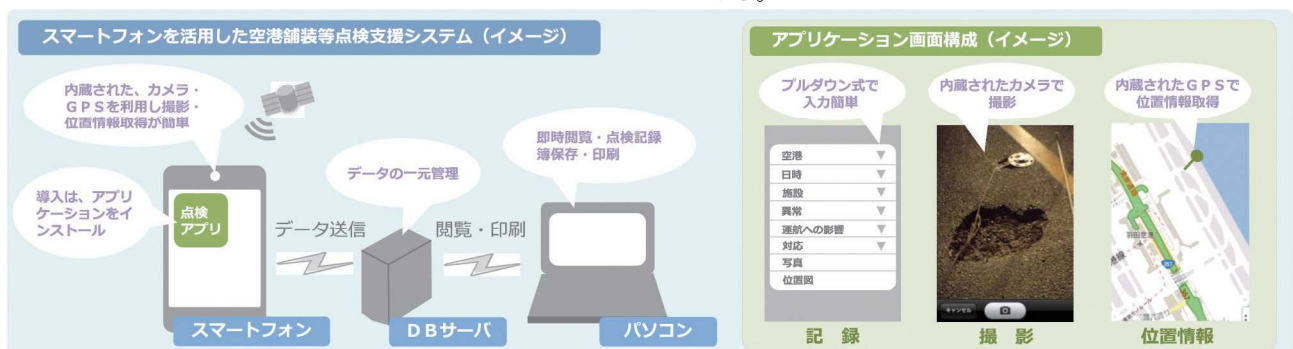 スマートフォンを活用した空港舗装等点検支援システム(イメージ)
内蔵された、カメラ・
GPSを利用し撮影・
位置情報取得が簡単
導入は、アプリ
ケーションをイ
ンストール
点検
アプリ
データ送信
データの一元管理
閲覧・印刷
即時閲覧・点検記録
簿保存・印刷
スマートフォン
DBサーバ
パソコン
アプリケーション画面構成(イメージ)
プルダウン式で
入力簡単
空港 ▼
日時 ▼
施設 ▼
異常 ▼
運航への影響 ▼
対応 ▼
写真
位置図
記 録
内蔵されたカメラで
撮影
キャンセル
撮 影
内蔵されたGPSで
位置情報取得
羽田空港
357
357
位置情報